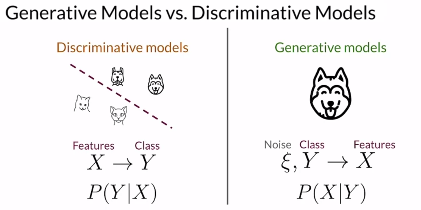 Generative Models vs. Discriminative Models
Discriminative models
Features Class
X → Y
P(Y|X)
Generative models
Noise Class Features
ξ, Y → X
P(X|Y)